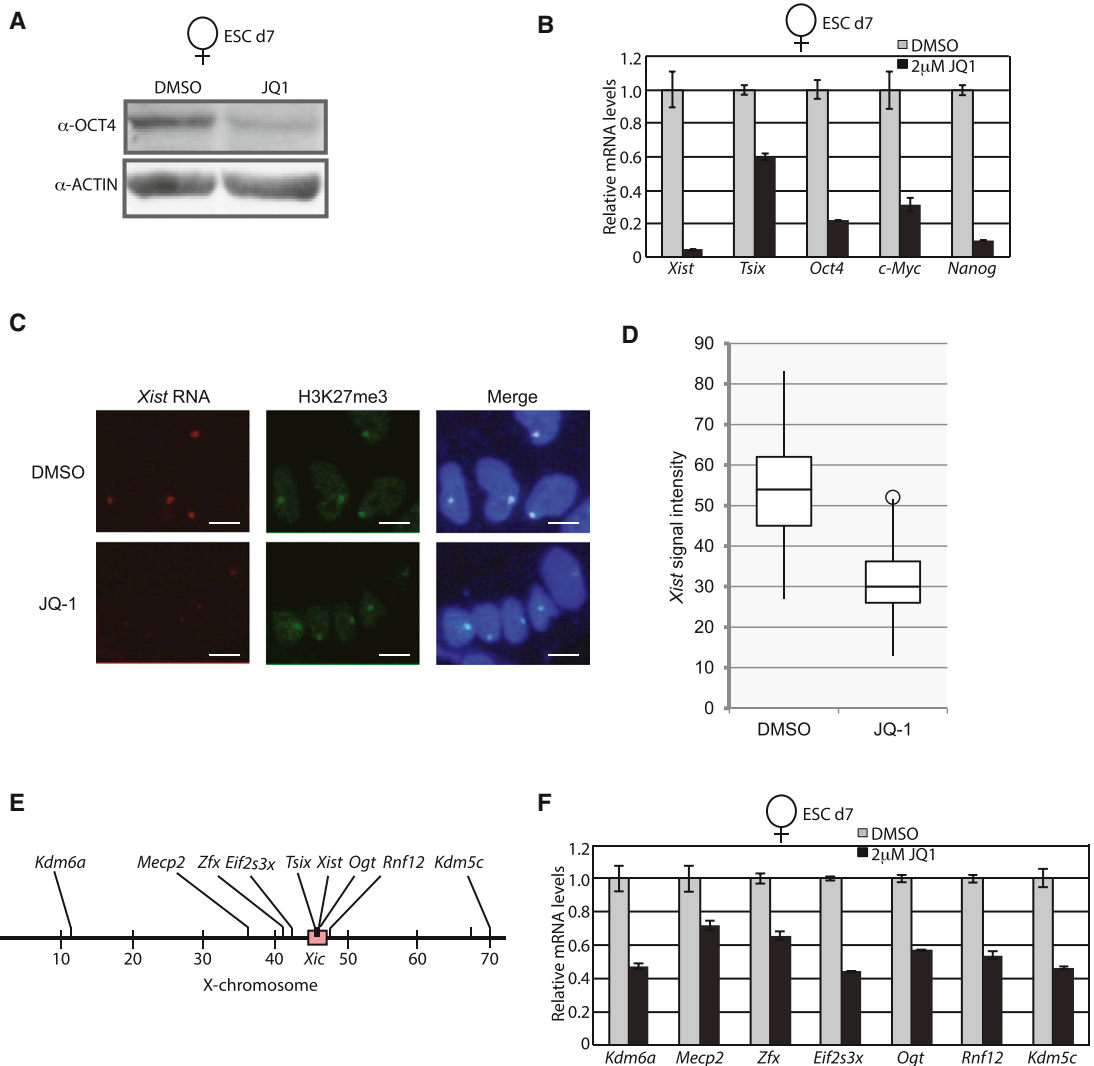 A
ESC d7
DMSO JQ1
α-OCT4
α-ACTIN
B
ESC d7
DMSO
2μM JQ1
Relative mRNA levels
1.2
1.0
0.8
0.6
0.4
0.2
0
Xist Tsix Oct4 c-Myc Nanog
C
Xist RNA H3K27me3 Merge
DMSO
JQ-1
D
Xist signal intensity
90
80
70
60
50
40
30
20
10
0
DMSO JQ-1
E
Kdm6a Mecp2 Zfx Eif2s3x Tsix Xist Ogt Rnf12 Kdm5c
10 20 30 40 Xic 50 60 70
X-chromosome
F
ESC d7
DMSO
2μM JQ1
Relative mRNA levels
1.2
1.0
0.8
0.6
0.4
0.2
0
Kdm6a Mecp2 Zfx Eif2s3x Ogt Rnf12 Kdm5c